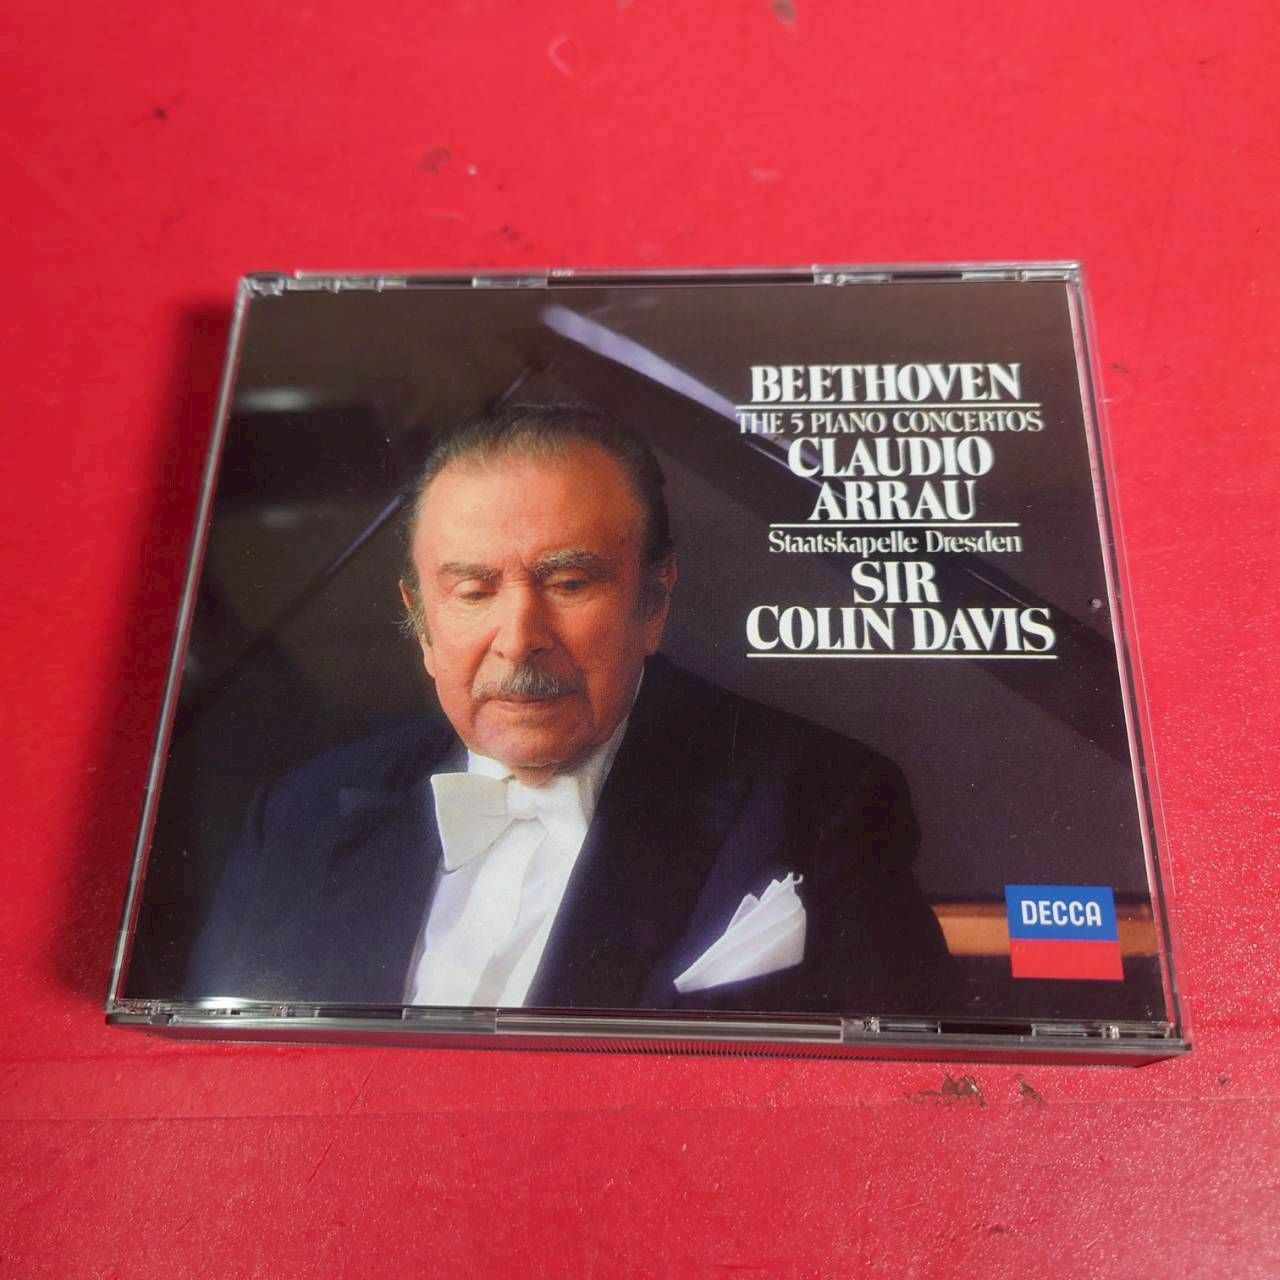 BEETHOVEN
THE 5 PIANO CONCERTOS
CLAUDIO
ARRAU
Staatskapelle Dresden
SIR
COLIN DAVIS
DECCA